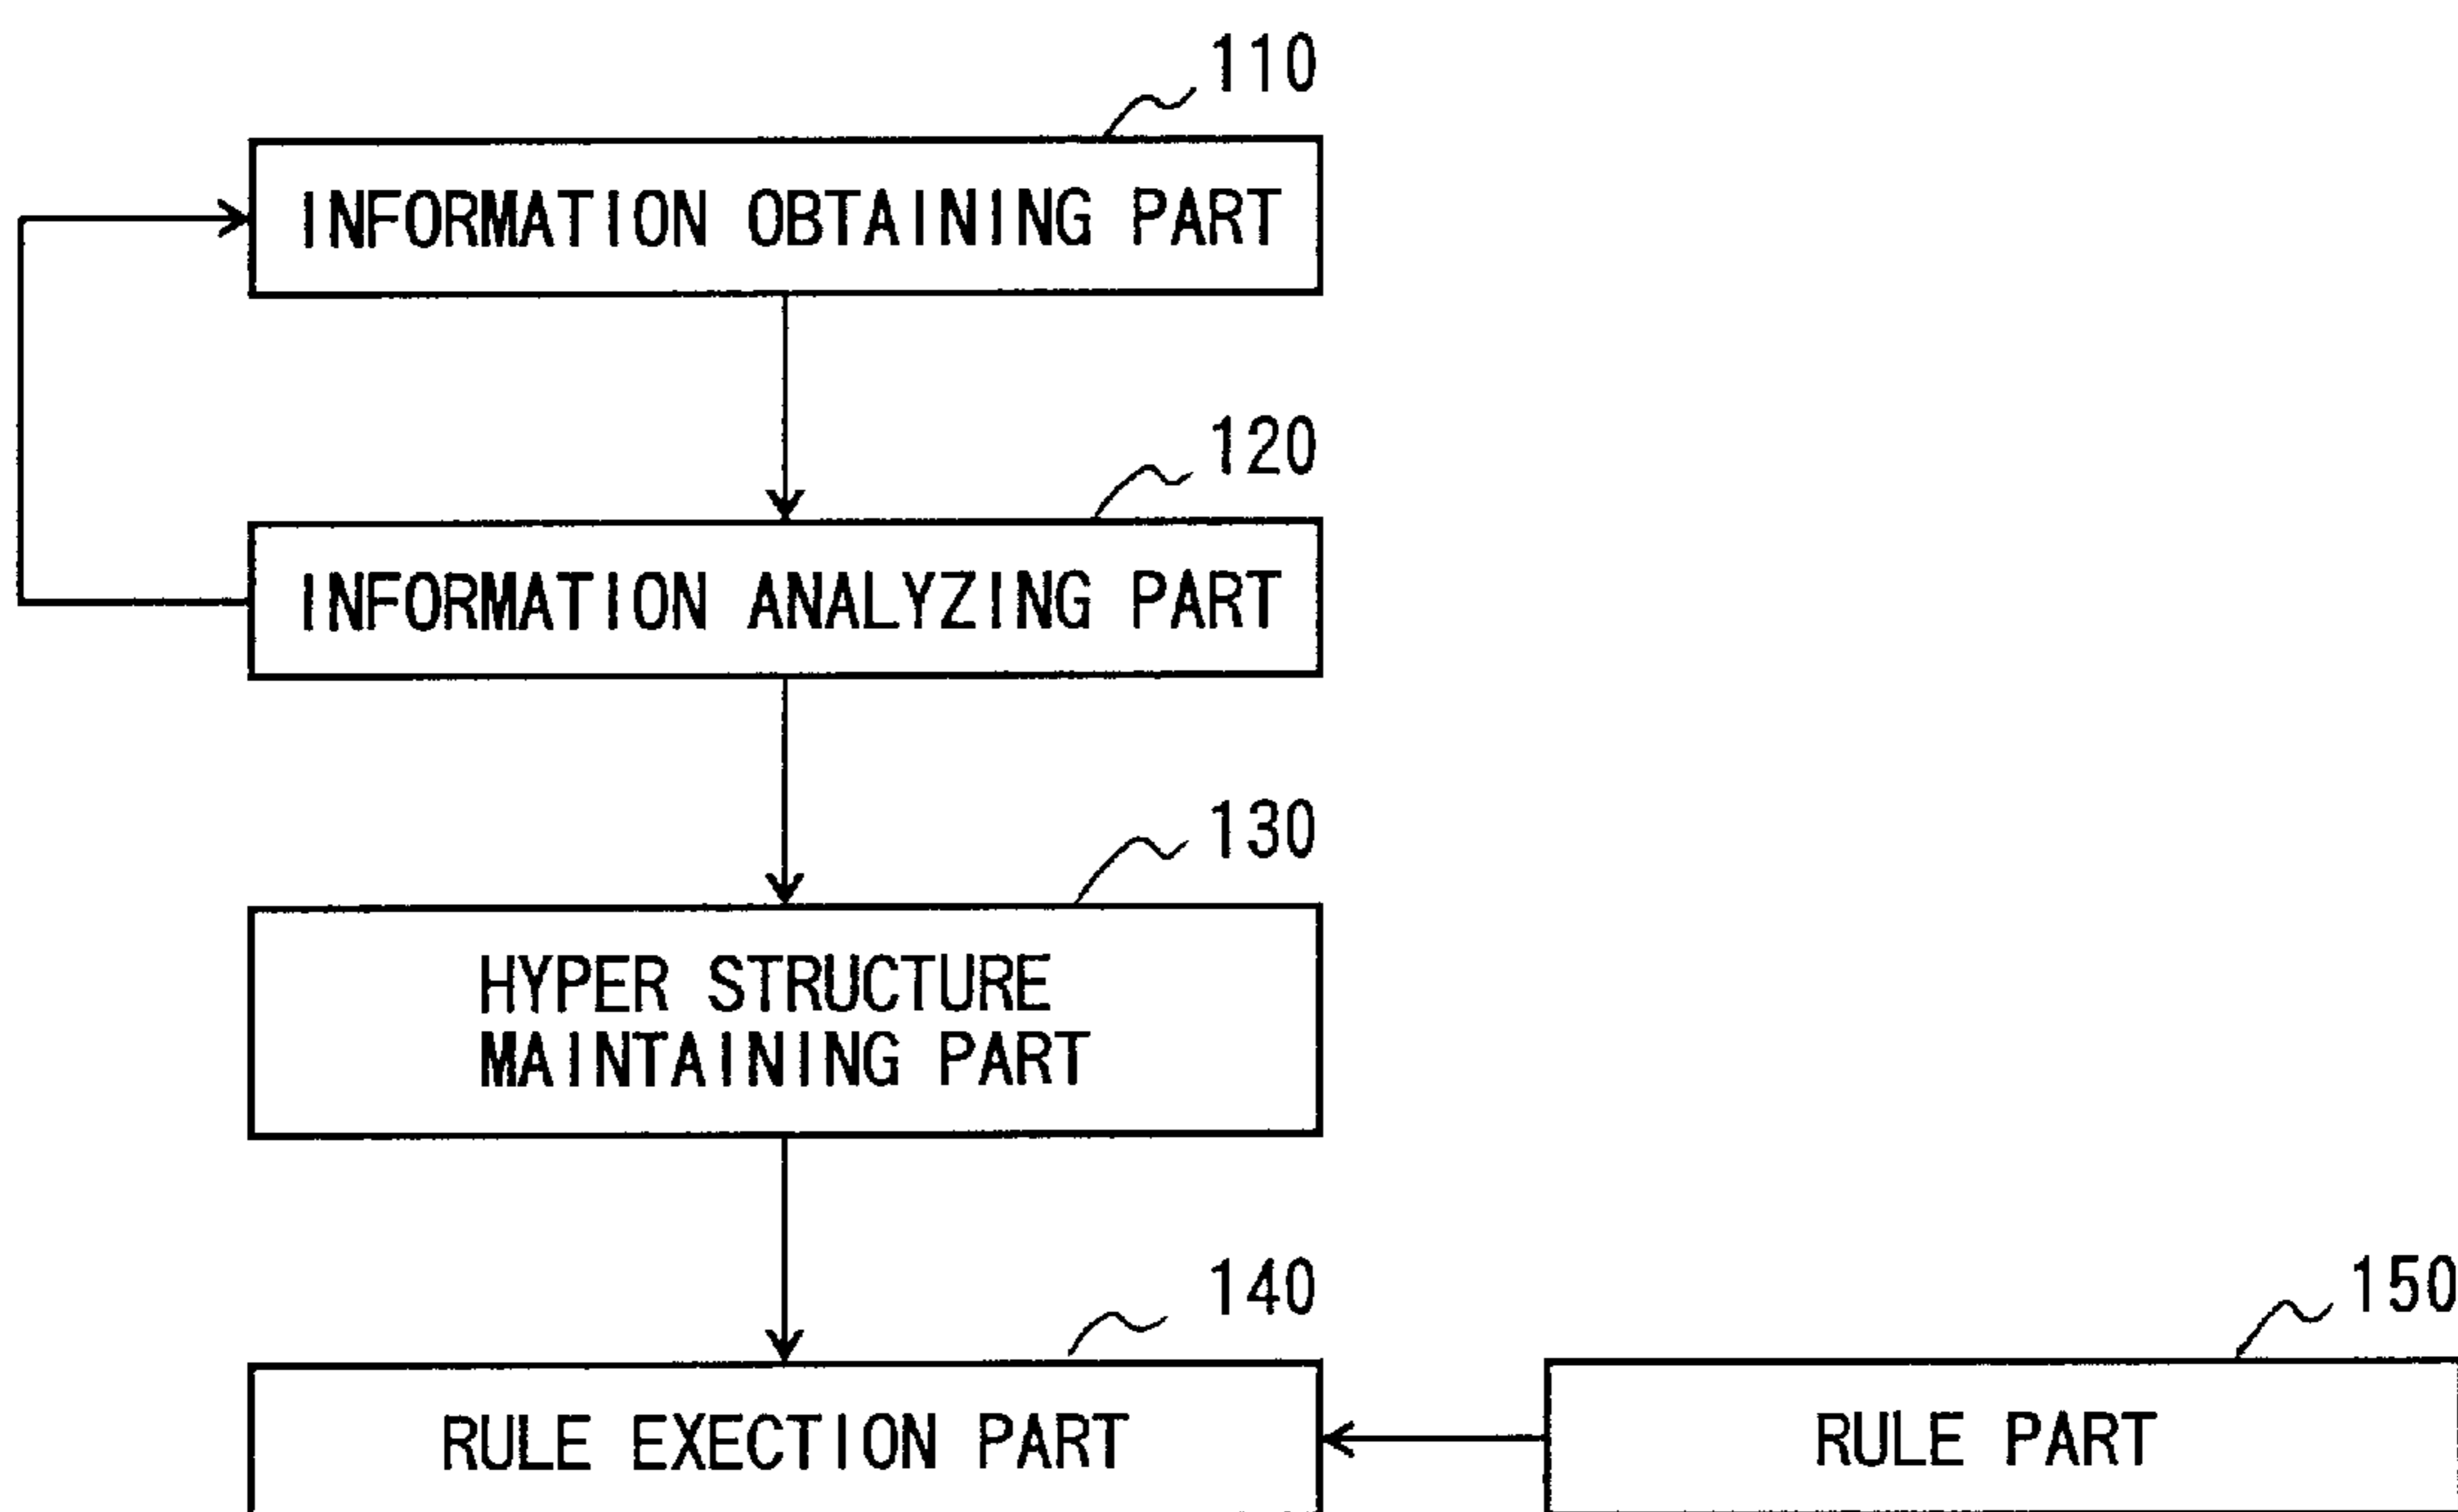 110
INFORMATION OBTAINING PART
120
INFORMATION ANALYZING PART
130
HYPER STRUCTURE
MAINTAINING PART
140
150
RULE EXECTION PART
RULE PART